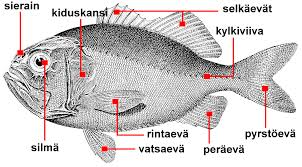 sierain
kiduskansi
selkäevät
kylkiviiva
silmä
rintaevä
vatsaevä
peräevä
pyrstöevä